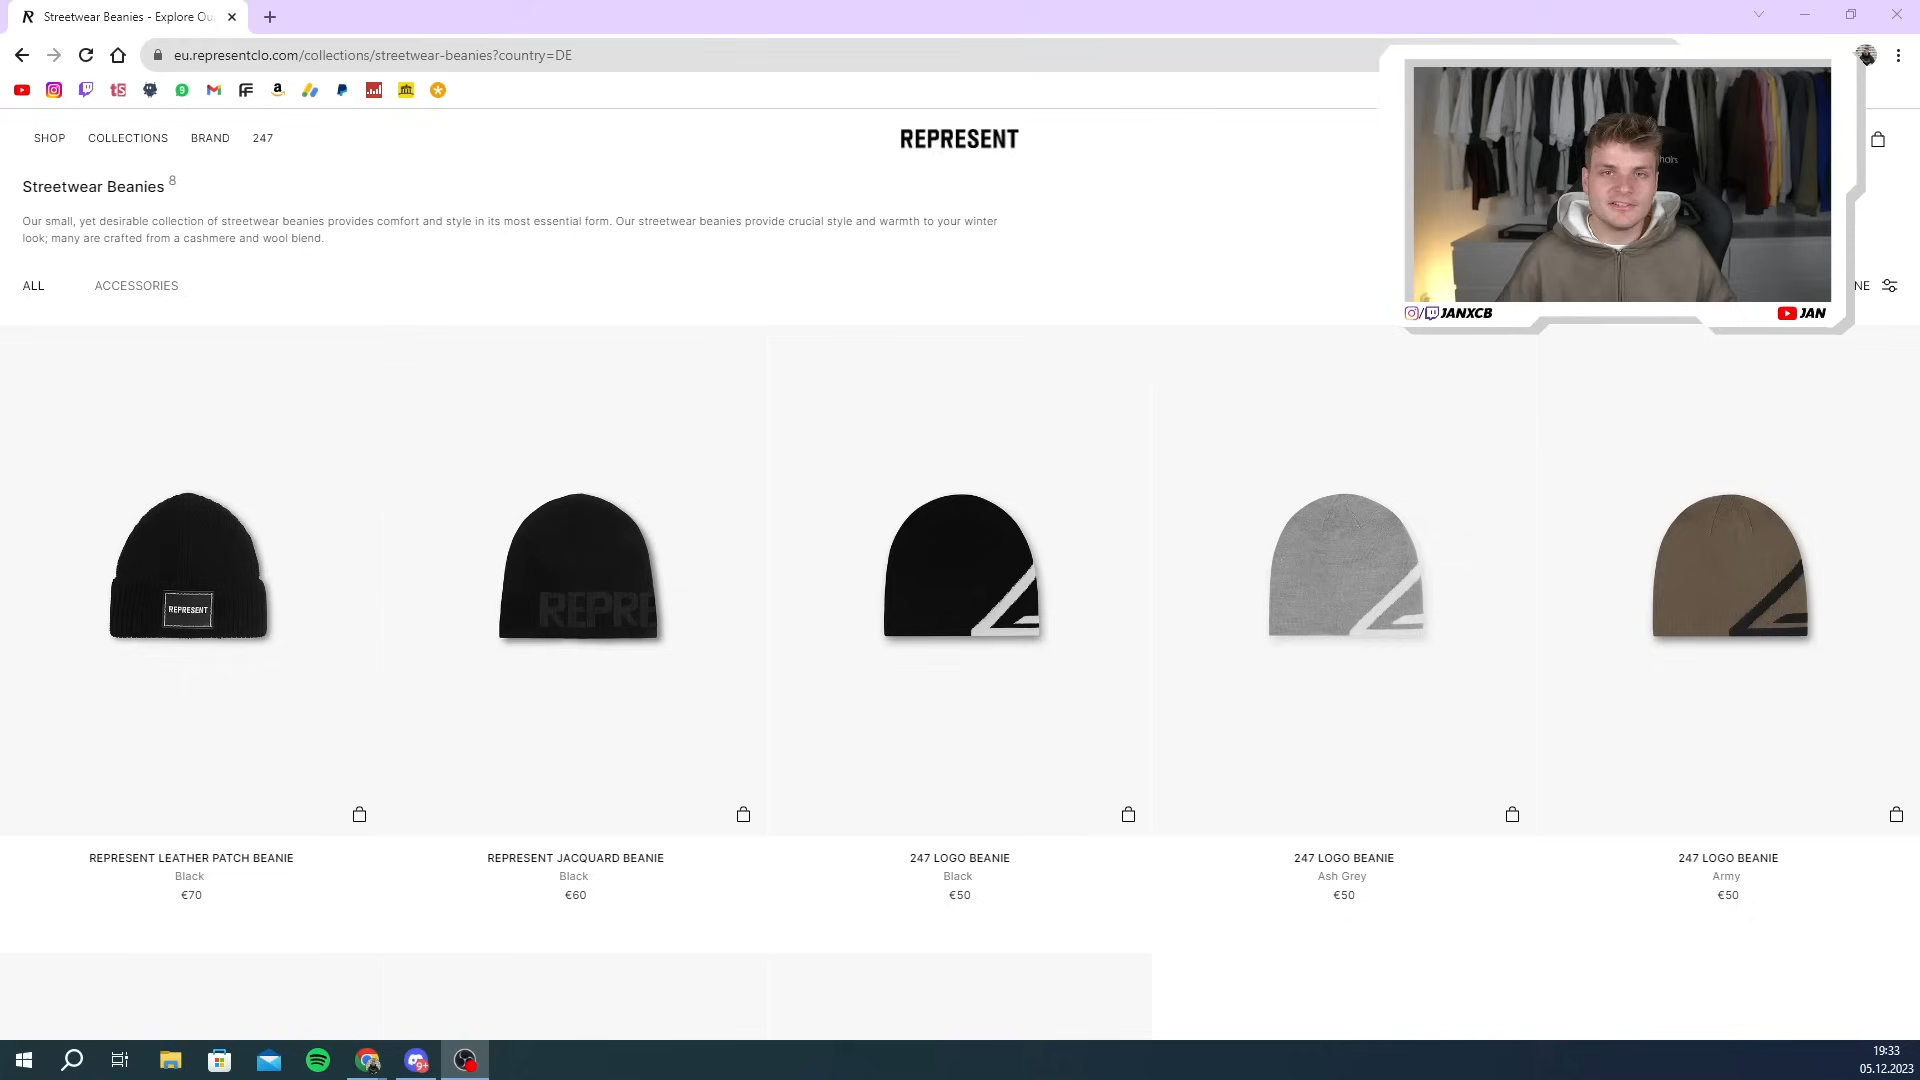 Streetwear Beanies - Explore Ou
eu.representclo.com/collections/streetwear-beanies?country=DE
SHOP COLLECTIONS BRAND 247
REPRESENT
Streetwear Beanies 8
Our small, yet desirable collection of streetwear beanies provides comfort and style in its most essential form. Our streetwear beanies provide crucial style and warmth to your winter
look; many are crafted from a cashmere and wool blend.
ALL ACCESSORIES
NE
hairs
/ JANXCB
JAN
REPRESENT
REPRE
REPRESENT LEATHER PATCH BEANIE
Black
€70
REPRESENT JACQUARD BEANIE
Black
€60
247 LOGO BEANIE
Black
€50
247 LOGO BEANIE
Ash Grey
€50
247 LOGO BEANIE
Army
€50
9+
19:33
05.12.2023